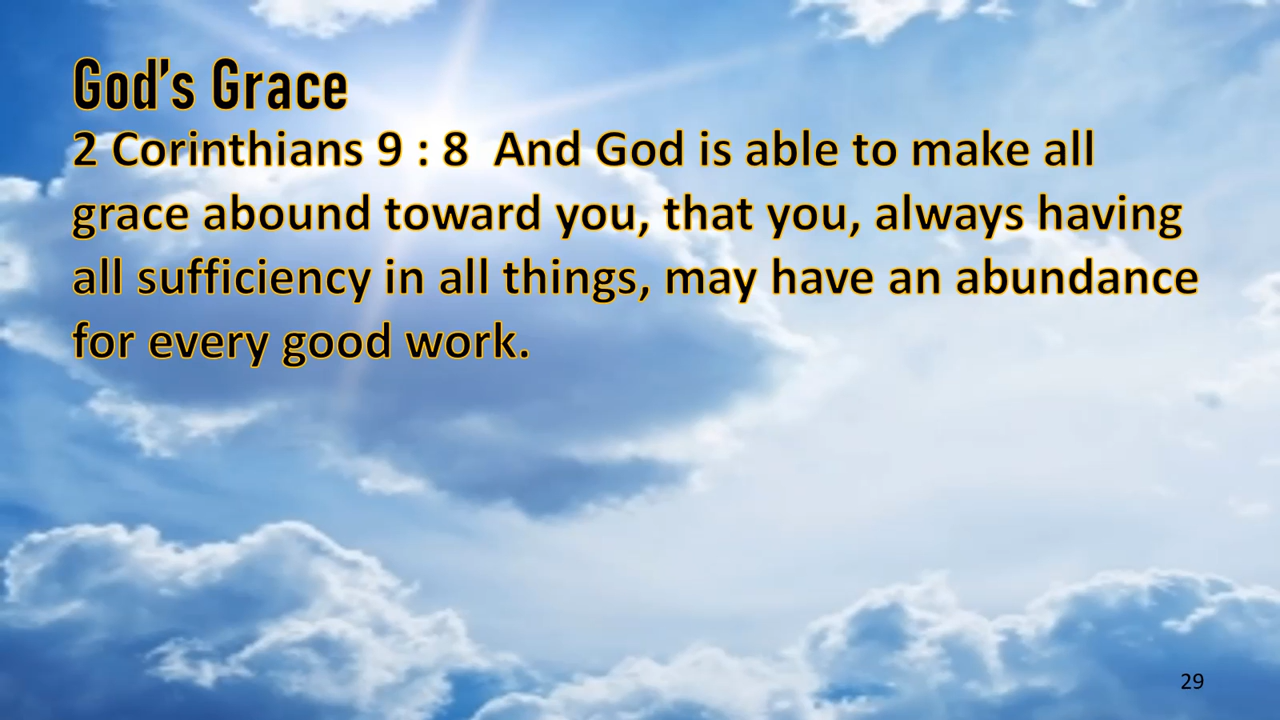 God's Grace
2 Corinthians 9 : 8  And God is able to make all
grace abound toward you, that you, always having
all sufficiency in all things, may have an abundance
for every good work.
29